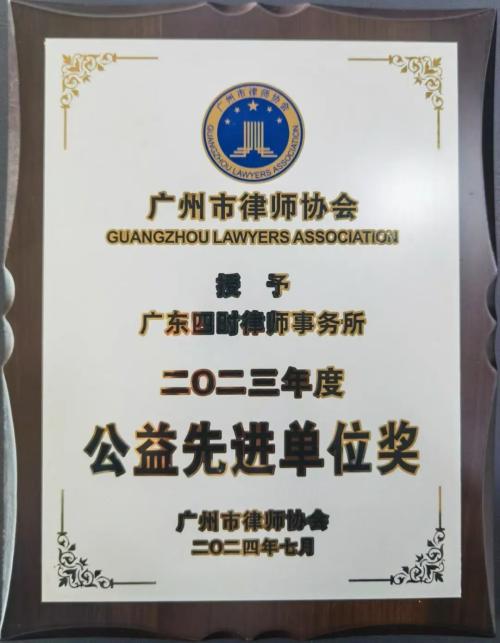 广州市律师协会
GUANGZHOU LAWYERS ASSOCIATION
广州市律师协会
GUANGZHOU LAWYERS ASSOCIATION
授 予
广东四时律师事务所
二〇二三年度
公益先进单位奖
广州市律师协会
二〇二四年七月